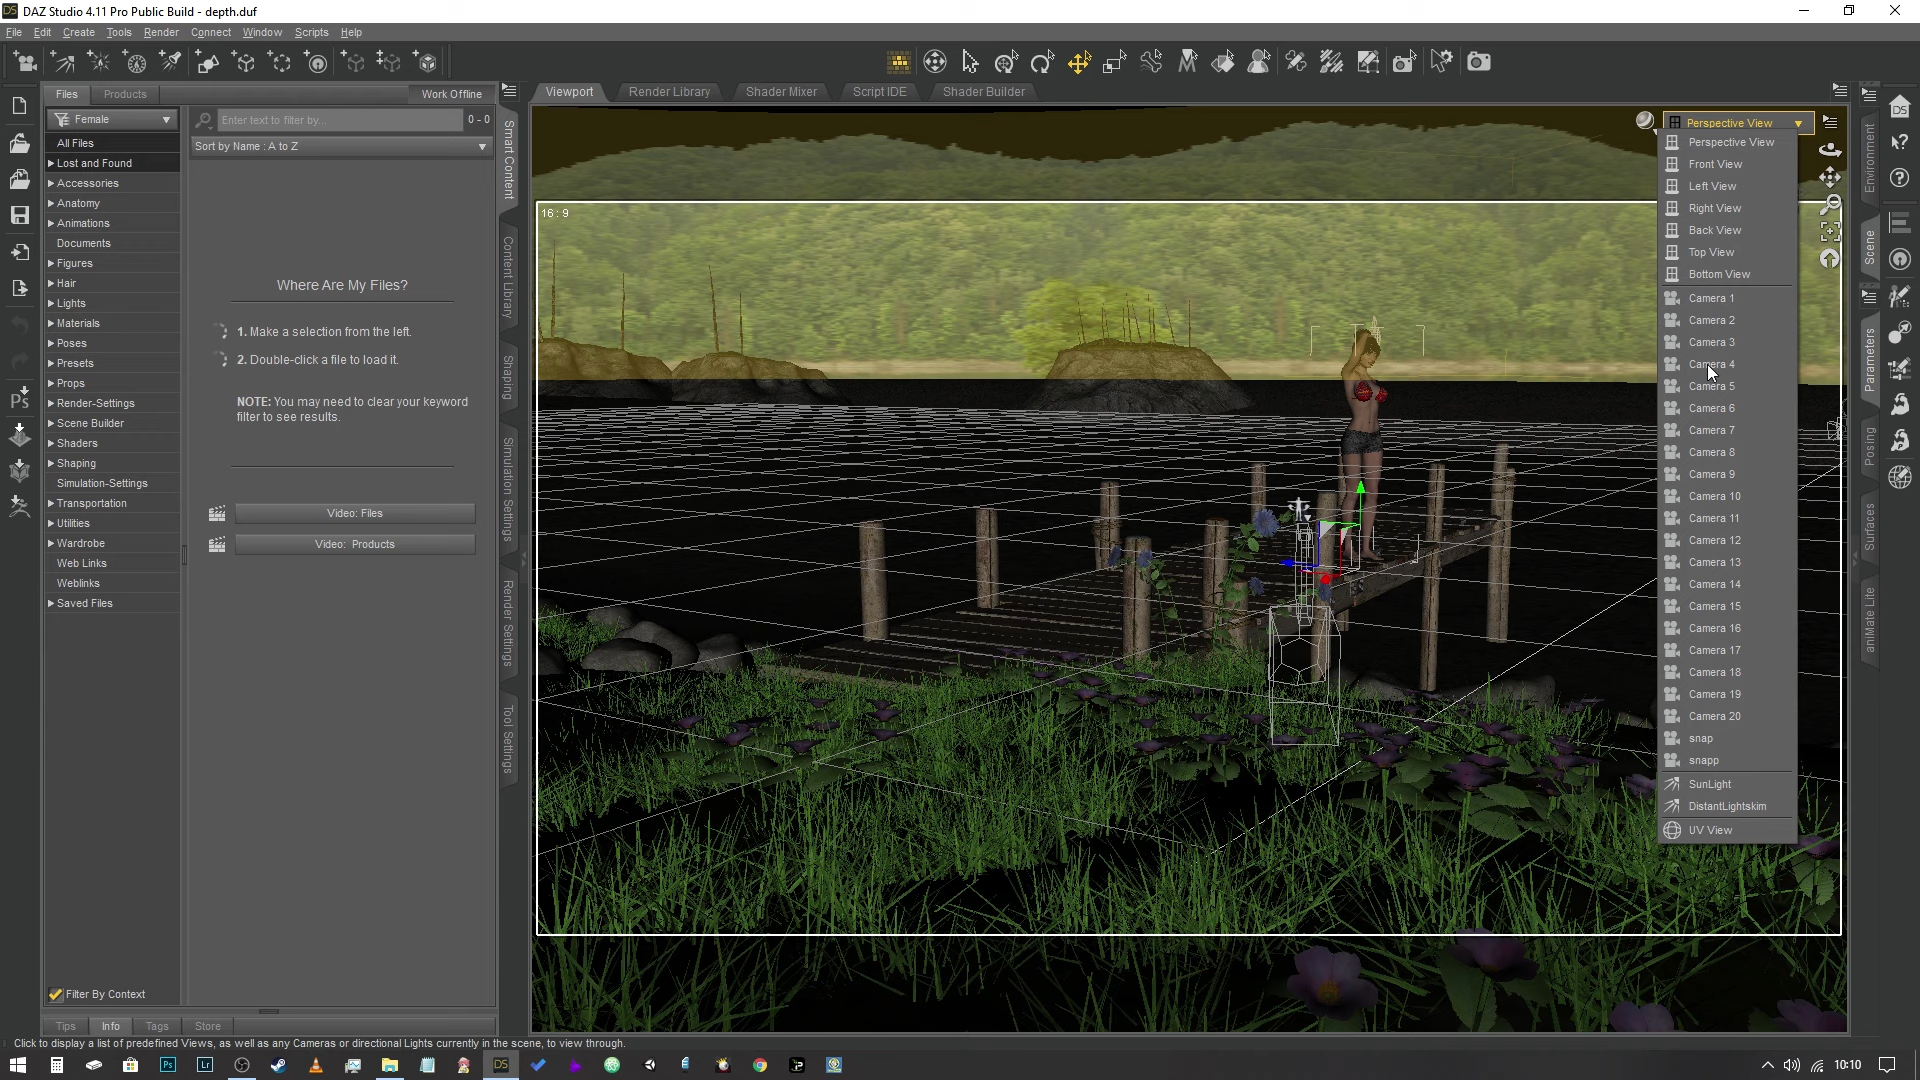 DAZ Studio 4.11 Pro Public Build - depth.duf
File Edit Create Tools Render Connect Window Scripts Help
Files Products Work Offline
Female
Enter text to filter by... 0 - 0
Sort by Name : A to Z
All Files
Lost and Found
Accessories
Anatomy
Animations
Documents
Figures
Hair
Lights
Materials
Poses
Presets
Props
Render-Settings
Scene Builder
Shaders
Shaping
Simulation-Settings
Transportation
Utilities
Wardrobe
Web Links
Weblinks
Saved Files
Where Are My Files?
1. Make a selection from the left.
2. Double-click a file to load it.
NOTE: You may need to clear your keyword
filter to see results.
Video: Files
Video: Products
Filter By Context
Tips Info Tags Store
Smart Content
Content Library
Shaping
Simulation Settings
Render Settings
Tool Settings
Viewport Render Library Shader Mixer Script IDE Shader Builder
16 : 9
Perspective View
Perspective View
Front View
Left View
Right View
Back View
Top View
Bottom View
Camera 1
Camera 2
Camera 3
Camera 4
Camera 5
Camera 6
Camera 7
Camera 8
Camera 9
Camera 10
Camera 11
Camera 12
Camera 13
Camera 14
Camera 15
Camera 16
Camera 17
Camera 18
Camera 19
Camera 20
snap
snapp
SunLight
DistantLightskim
UV View
Environment
Scene
Parameters
Posing
Surfaces
aniMate Lite
Click to display a list of predefined Views, as well as any Cameras or directional Lights currently in the scene, to view through.
Ps
Lr
DS
10:10